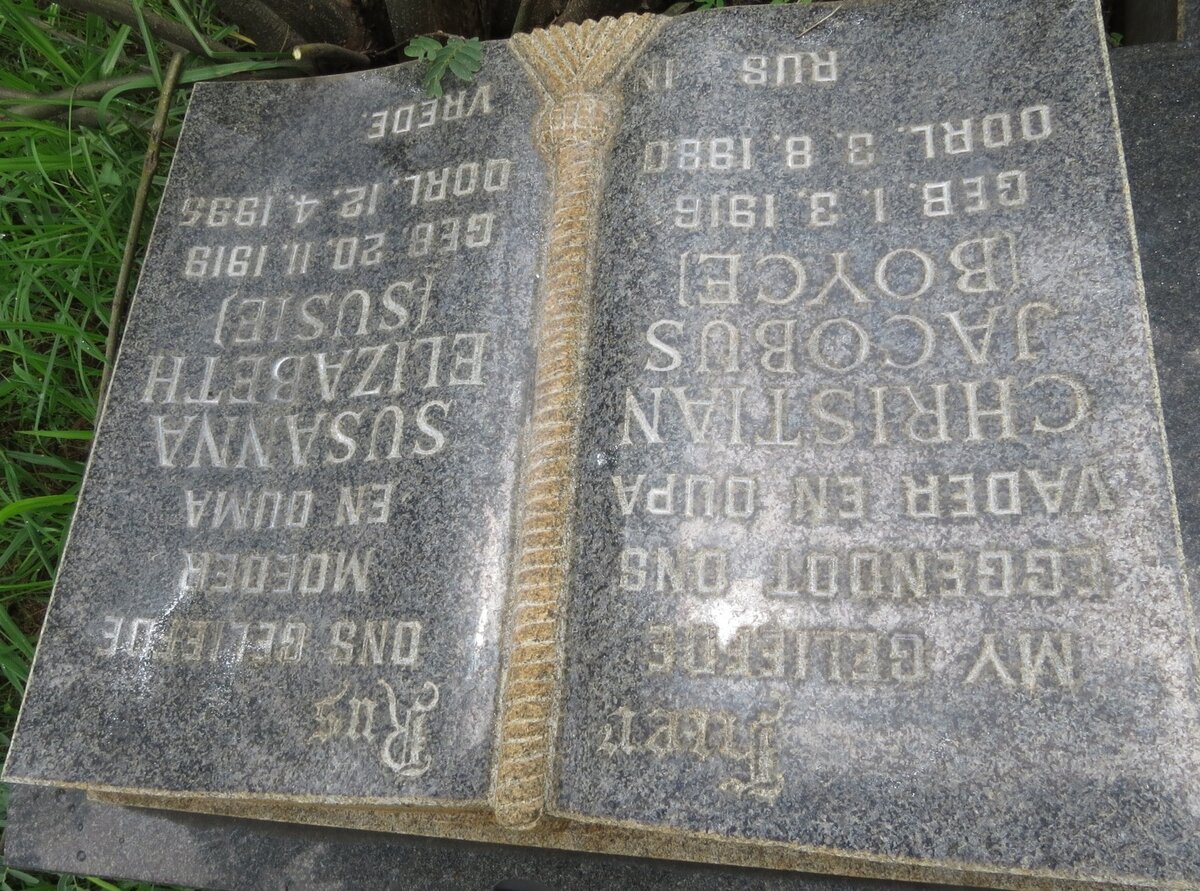 Hier
MY GELIEFDE
EGGENOOT ONS
VADER EN OUPA
CHRISTIAN
JACOBUS
(BOYCE)
GEB. 1. 3. 1916
OORL. 3. 8. 1980
RUS IN
Rus
ONS GELIEFDE
MOEDER
EN OUMA
SUSANNA
ELIZABETH
(SUSIE)
GEB. 20. 11. 1919
OORL. 12. 4. 1995
VREDE.